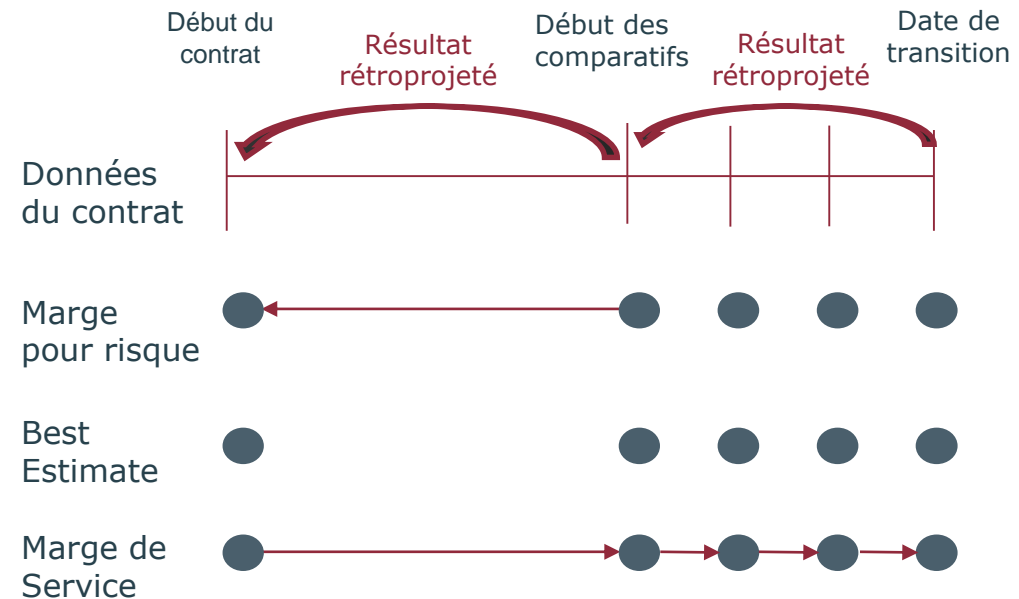 Début du
contrat
Résultat
rétroprojeté
Début des
comparatifs
Résultat
rétroprojeté
Date de
transition
Données
du contrat
Marge
pour risque
Best
Estimate
Marge de
Service